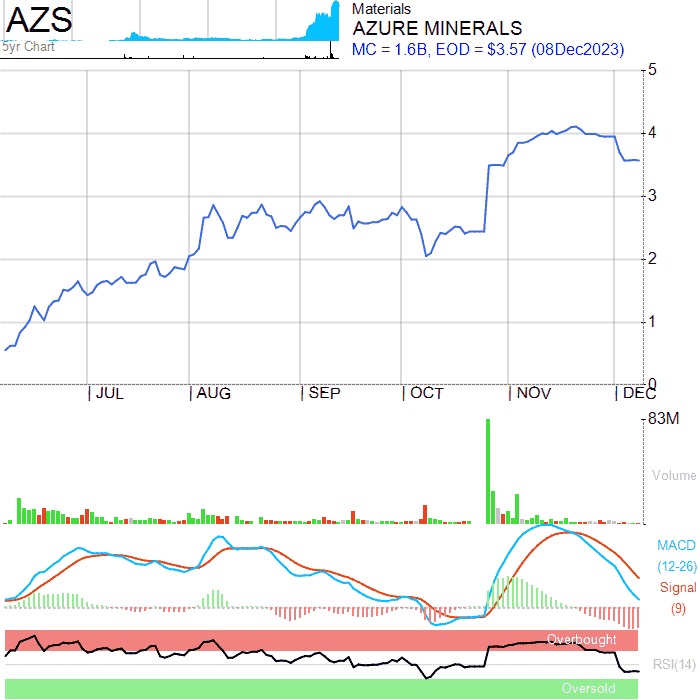 AZS
5yr Chart
Materials
AZURE MINERALS
MC = 1.6B, EOD = $3.57 (08Dec2023)
5
4
3
2
1
0
| JUL | AUG | SEP | OCT | NOV | DEC
83M
Volume
MACD
(12-26)
Signal
(9)
Overbought
RSI(14)
Oversold